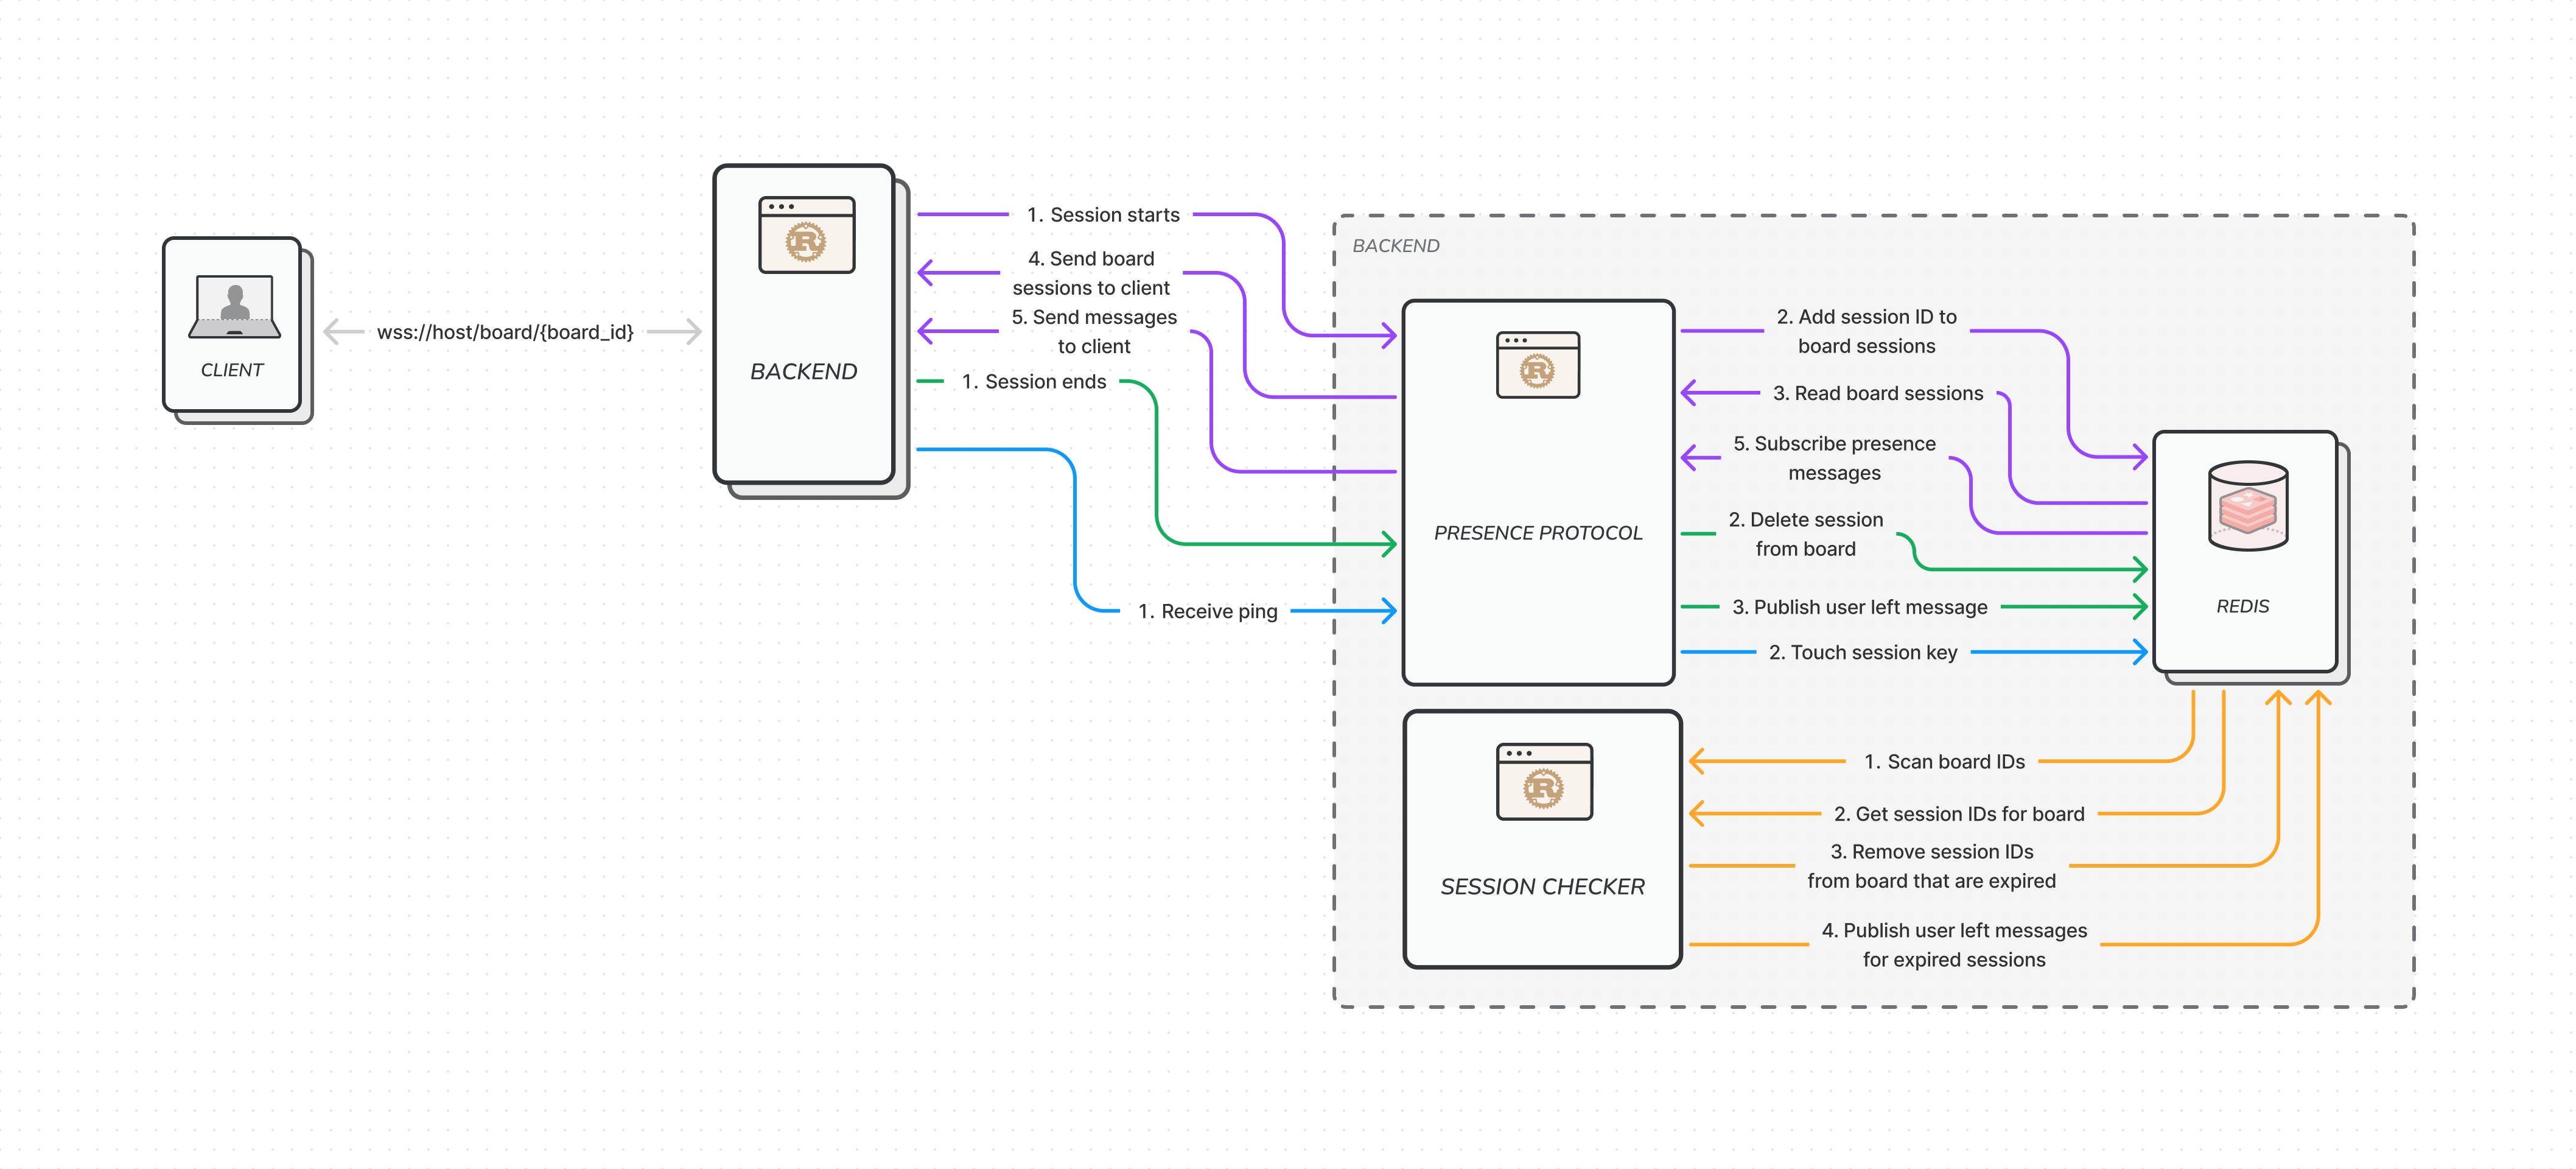 CLIENT
wss://host/board/{board_id}
BACKEND
1. Session starts
4. Send board
sessions to client
5. Send messages
to client
1. Session ends
1. Receive ping
BACKEND
PRESENCE PROTOCOL
2. Add session ID to
board sessions
3. Read board sessions
5. Subscribe presence
messages
2. Delete session
from board
3. Publish user left message
2. Touch session key
REDIS
SESSION CHECKER
1. Scan board IDs
2. Get session IDs for board
3. Remove session IDs
from board that are expired
4. Publish user left messages
for expired sessions